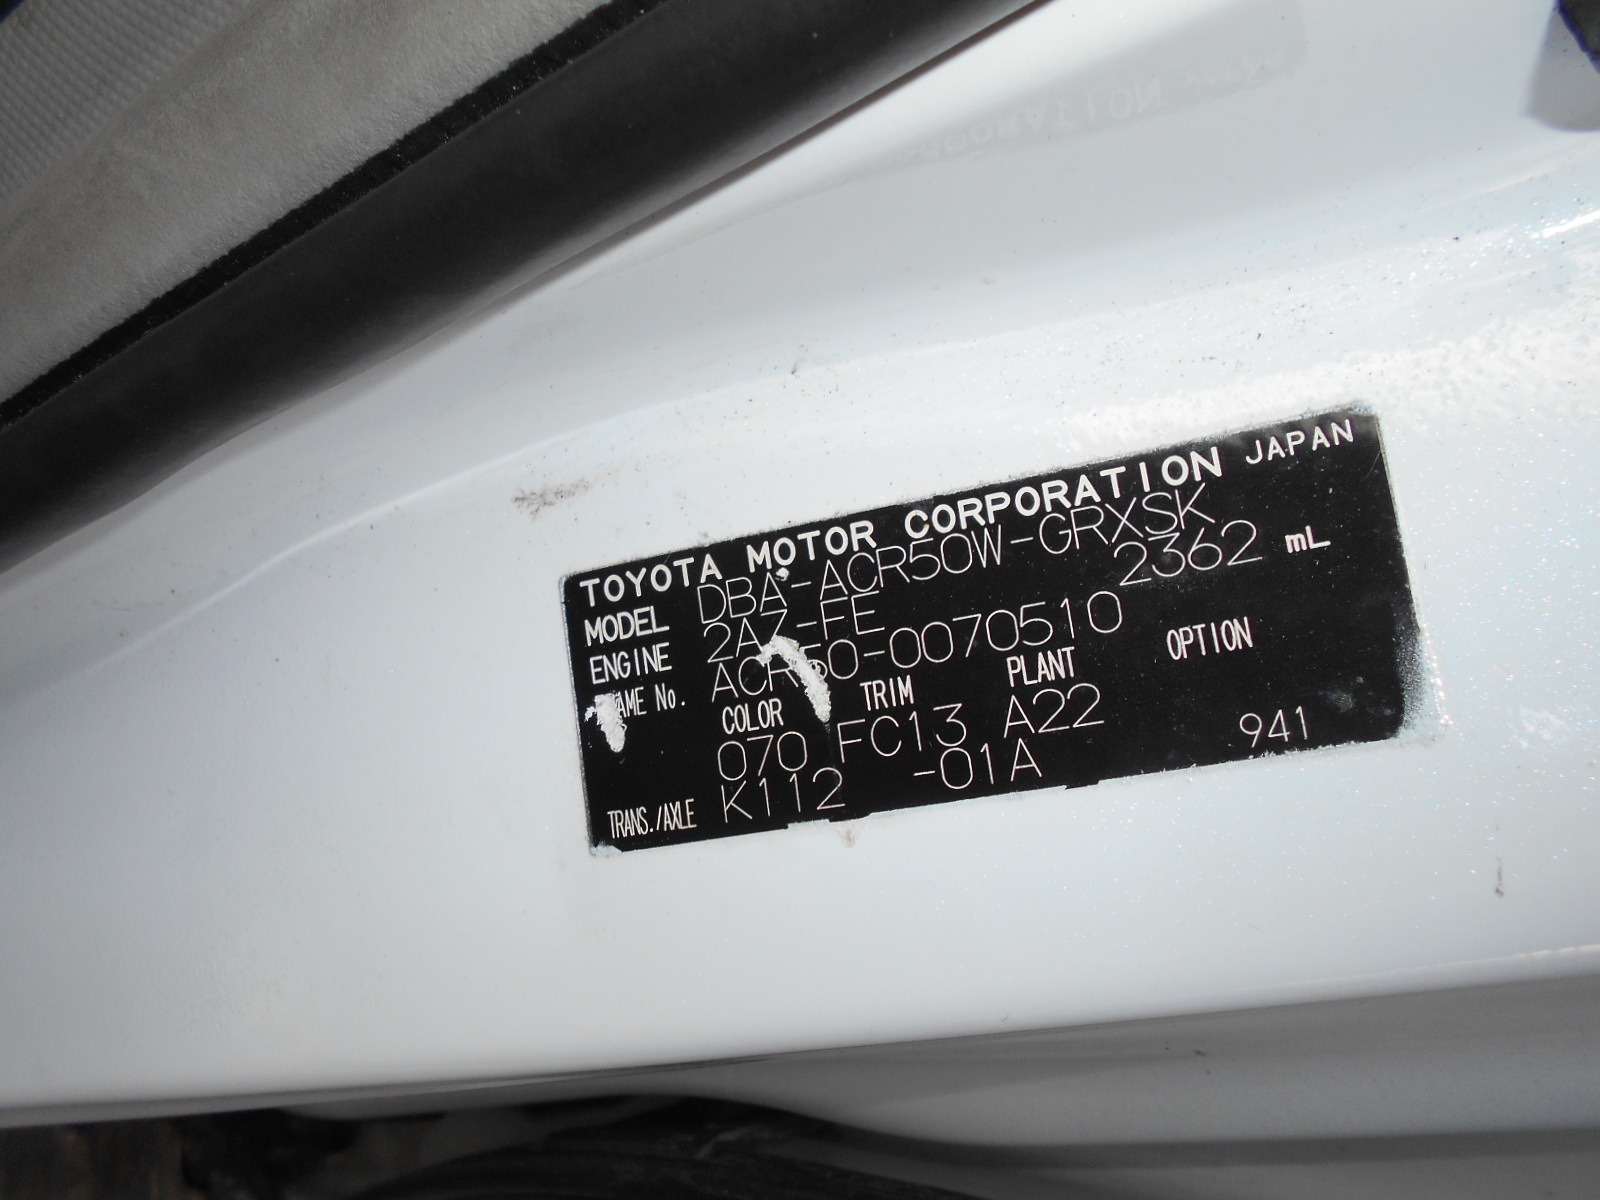 TOYOTA MOTOR CORPORATION JAPAN
MODEL DBA-ACR50W-GRXSK
ENGINE 2AZ-FE 2362 mL
FRAME No. ACR50-0070510
COLOR TRIM PLANT OPTION
070 FC13 A22
TRANS./AXLE K112 -01A 941